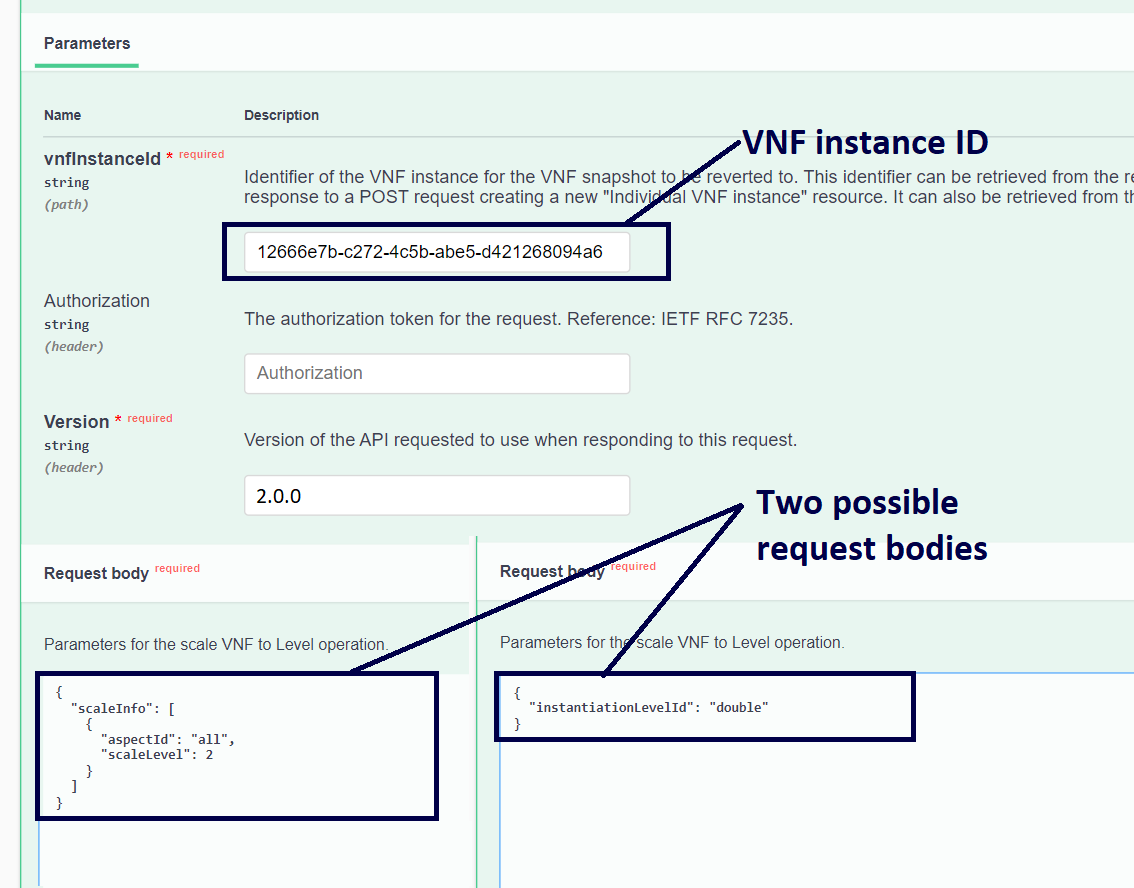 Parameters
Name Description
VNF instance ID
vnfInstanceId * required
string
(path)
Identifier of the VNF instance for the VNF snapshot to be reverted to. This identifier can be retrieved from the
response to a POST request creating a new "Individual VNF instance" resource. It can also be retrieved from
12666e7b-c272-4c5b-abe5-d421268094a6
Authorization
string
(header)
The authorization token for the request. Reference: IETF RFC 7235.
Authorization
Version * required
string
(header)
Version of the API requested to use when responding to this request.
2.0.0
Two possible
request bodies
Request body required
Parameters for the scale VNF to Level operation.
{
"scaleInfo": [
{
"aspectId": "all",
"scaleLevel": 2
}
]
}
Request body required
Parameters for the scale VNF to Level operation.
{
"instantiationLevelId": "double"
}